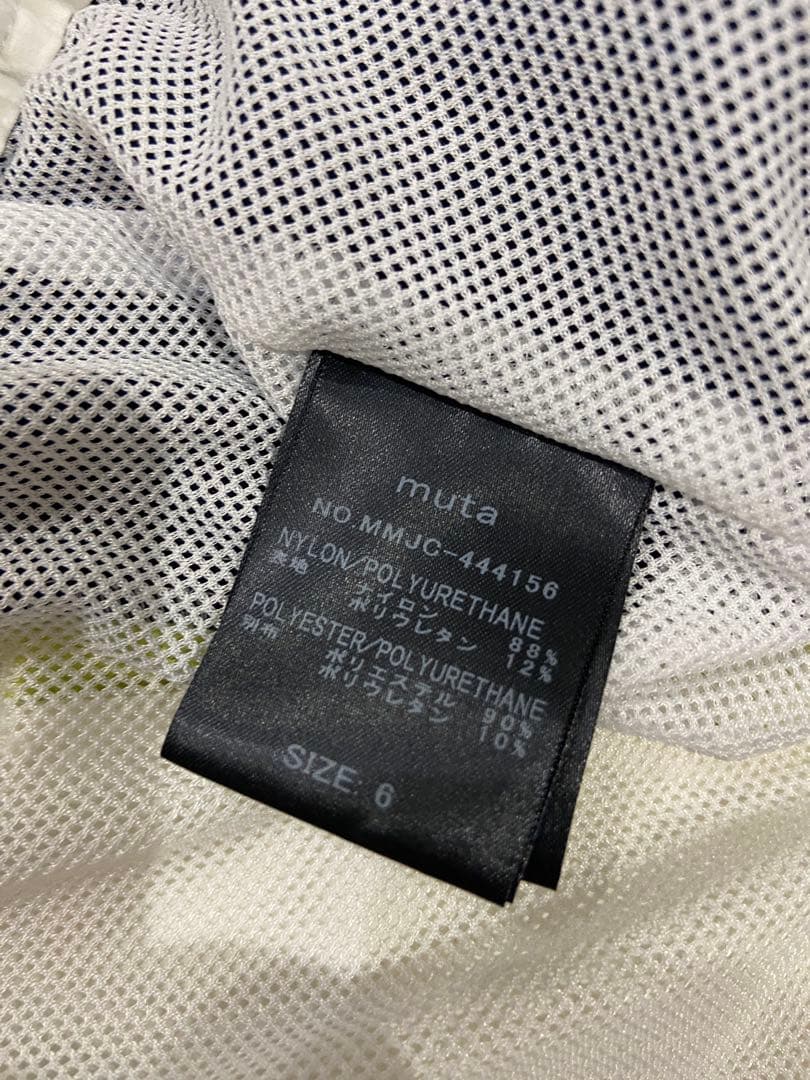 muta
NO.MMJC-444156
NYLON/POLYURETHANE
表地 ナイロン 88%
ポリウレタン 12%
POLYESTER/POLYURETHANE
別布 ポリエステル 90%
ポリウレタン 10%
SIZE 6